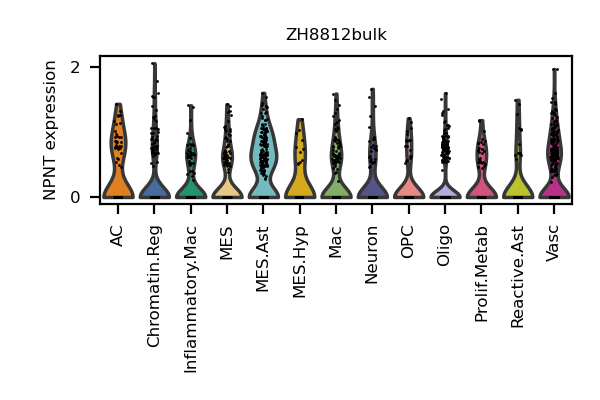 ZH8812bulk
NPNT expression
2
0
AC
Chromatin.Reg
Inflammatory.Mac
MES
MES.Ast
MES.Hyp
Mac
Neuron
OPC
Oligo
Prolif.Metab
Reactive.Ast
Vasc